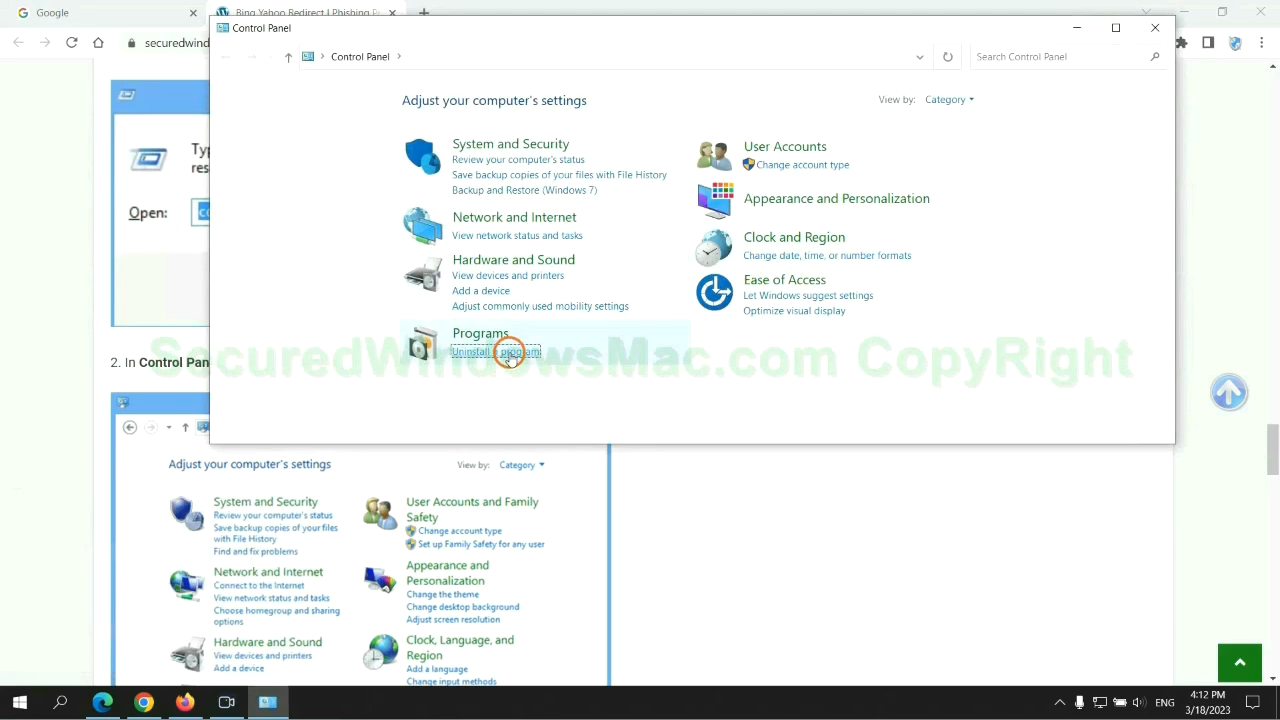 Google
Bing Yahoo Redirect | Phishing
securedwind
Control Panel
Control Panel
Search Control Panel
Adjust your computer's settings
View by: Category
System and Security
Review your computer's status
Save backup copies of your files with File History
Backup and Restore (Windows 7)
Network and Internet
View network status and tasks
Hardware and Sound
View devices and printers
Add a device
Adjust commonly used mobility settings
Programs
Uninstall a program
User Accounts
Change account type
Appearance and Personalization
Clock and Region
Change date, time, or number formats
Ease of Access
Let Windows suggest settings
Optimize visual display
SecuredWindowsMac.com CopyRight
Typ
res
Open: co
2. In Control Pan
Adjust your computer's settings
View by: Category
System and Security
Review your computer's status
Save backup copies of your files
with File History
Find and fix problems
Network and Internet
Connect to the Internet
View network status and tasks
Choose homegroup and sharing
options
Hardware and Sound
View devices and printers
Add a device
User Accounts and Family
Safety
Change account type
Set up Family Safety for any user
Appearance and
Personalization
Change the theme
Change desktop background
Adjust screen resolution
Clock, Language, and
Region
Add a language
Change input methods
ENG
4:12 PM
3/18/2023